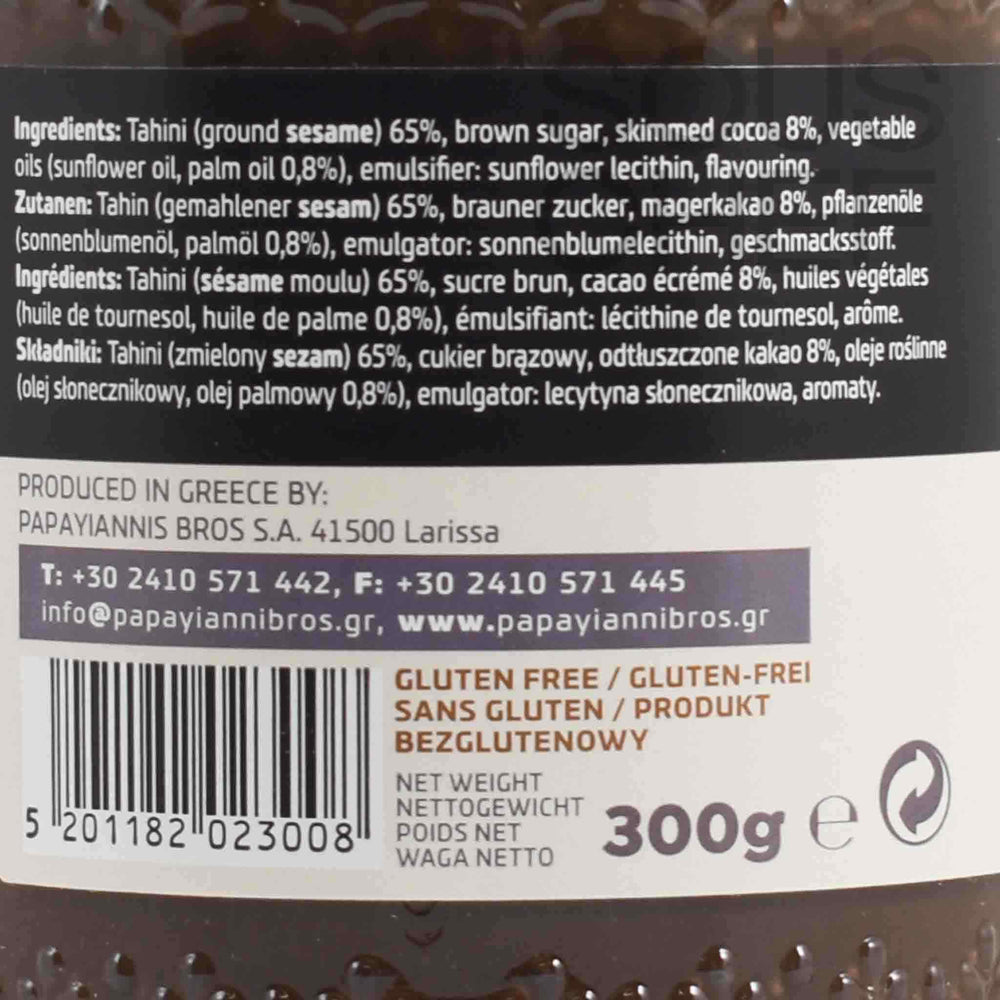 Ingredients: Tahini (ground sesame) 65%, brown sugar, skimmed cocoa 8%, vegetable
oils (sunflower oil, palm oil 0,8%), emulsifier: sunflower lecithin, flavouring.
Zutanen: Tahin (gemahlener sesam) 65%, brauner zucker, magerkakao 8%, pflanzenöle
(sonnenblumenöl, palmöl 0,8%), emulgator: sonnenblumelecithin, geschmacksstoff.
Ingrédients: Tahini (sésame moulu) 65%, sucre brun, cacao écrémé 8%, huiles végétales
(huile de tournesol, huile de palme 0,8%), émulsifiant: lécithine de tournesol, arôme.
Składniki: Tahini (zmielony sezam) 65%, cukier brązowy, odtłuszczone kakao 8%, oleje roślinne
(olej słonecznikowy, olej palmowy 0,8%), emulgator: lecytyna słonecznikowa, aromaty.
PRODUCED IN GREECE BY:
PAPAYIANNIS BROS S.A. 41500 Larissa
T: +30 2410 571 442, F: +30 2410 571 445
info@papayiannibros.gr, www.papayiannibros.gr
GLUTEN FREE / GLUTEN-FREI
SANS GLUTEN / PRODUKT
BEZGLUTENOWY
NET WEIGHT
NETTOGEWICHT
POIDS NET
WAGA NETTO
300g ℮
5 201182 023008